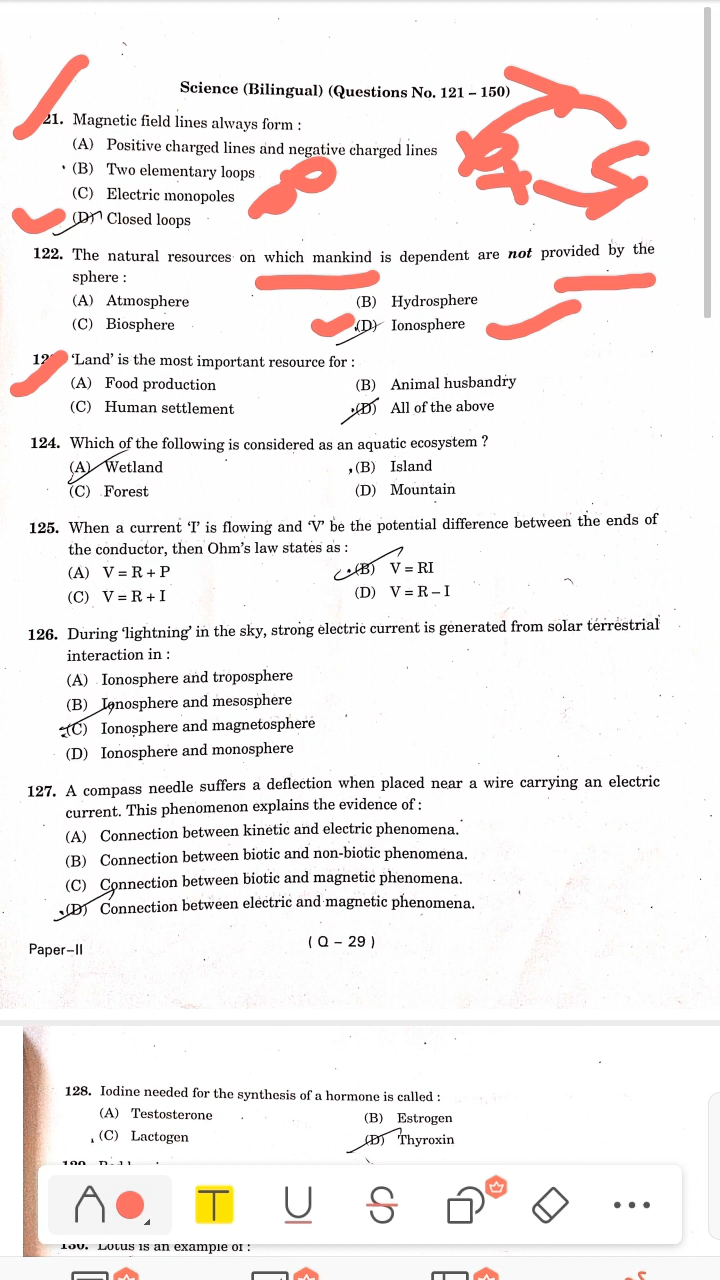 Science (Bilingual) (Questions No. 121 – 150)
21. Magnetic field lines always form :
(A) Positive charged lines and negative charged lines
(B) Two elementary loops
(C) Electric monopoles
(D) Closed loops
122. The natural resources on which mankind is dependent are not provided by the
sphere :
(A) Atmosphere (B) Hydrosphere
(C) Biosphere (D) Ionosphere
'Land' is the most important resource for :
(A) Food production (B) Animal husbandry
(C) Human settlement (D) All of the above
124. Which of the following is considered as an aquatic ecosystem ?
(A) Wetland (B) Island
(C) Forest (D) Mountain
125. When a current 'I' is flowing and 'V' be the potential difference between the ends of
the conductor, then Ohm's law states as :
(A) V = R + P (B) V = RI
(C) V = R + I (D) V = R – I
126. During 'lightning' in the sky, strong electric current is generated from solar terrestrial
interaction in :
(A) Ionosphere and troposphere
(B) Ionosphere and mesosphere
(C) Ionosphere and magnetosphere
(D) Ionosphere and monosphere
127. A compass needle suffers a deflection when placed near a wire carrying an electric
current. This phenomenon explains the evidence of :
(A) Connection between kinetic and electric phenomena.
(B) Connection between biotic and non-biotic phenomena.
(C) Connection between biotic and magnetic phenomena.
(D) Connection between electric and magnetic phenomena.
Paper–II ( Q – 29 )
128. Iodine needed for the synthesis of a hormone is called :
(A) Testosterone (B) Estrogen
(C) Lactogen (D) Thyroxin
T U S
130. Lotus is an example of :